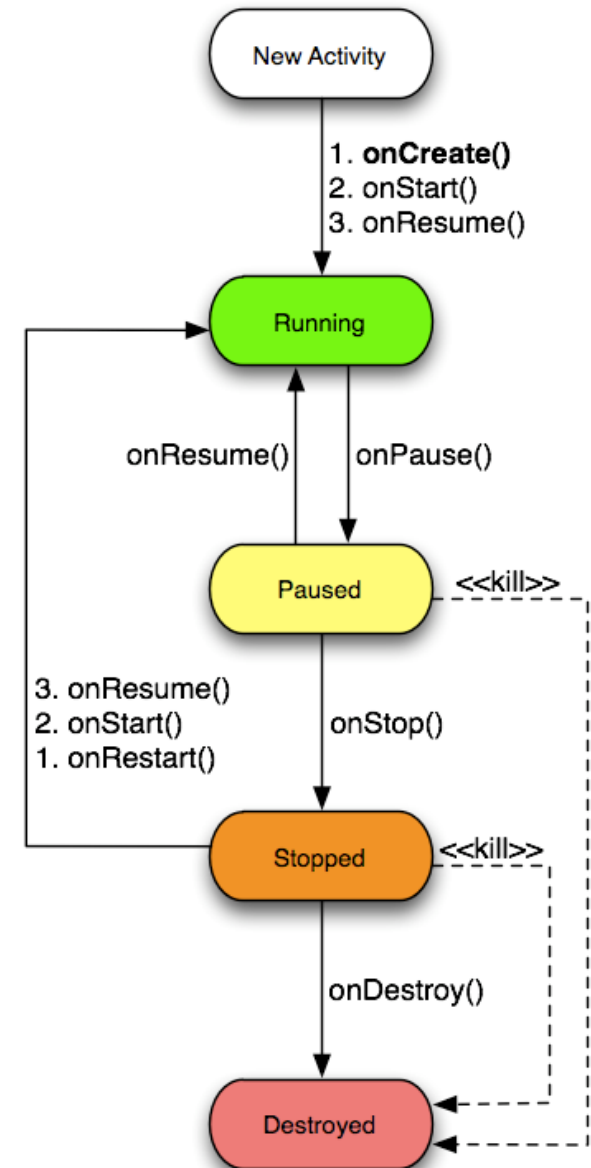 New Activity
1. onCreate()
2. onStart()
3. onResume()
Running
onResume()
onPause()
Paused
<<kill>>
3. onResume()
2. onStart()
1. onRestart()
onStop()
Stopped
<<kill>>
onDestroy()
Destroyed